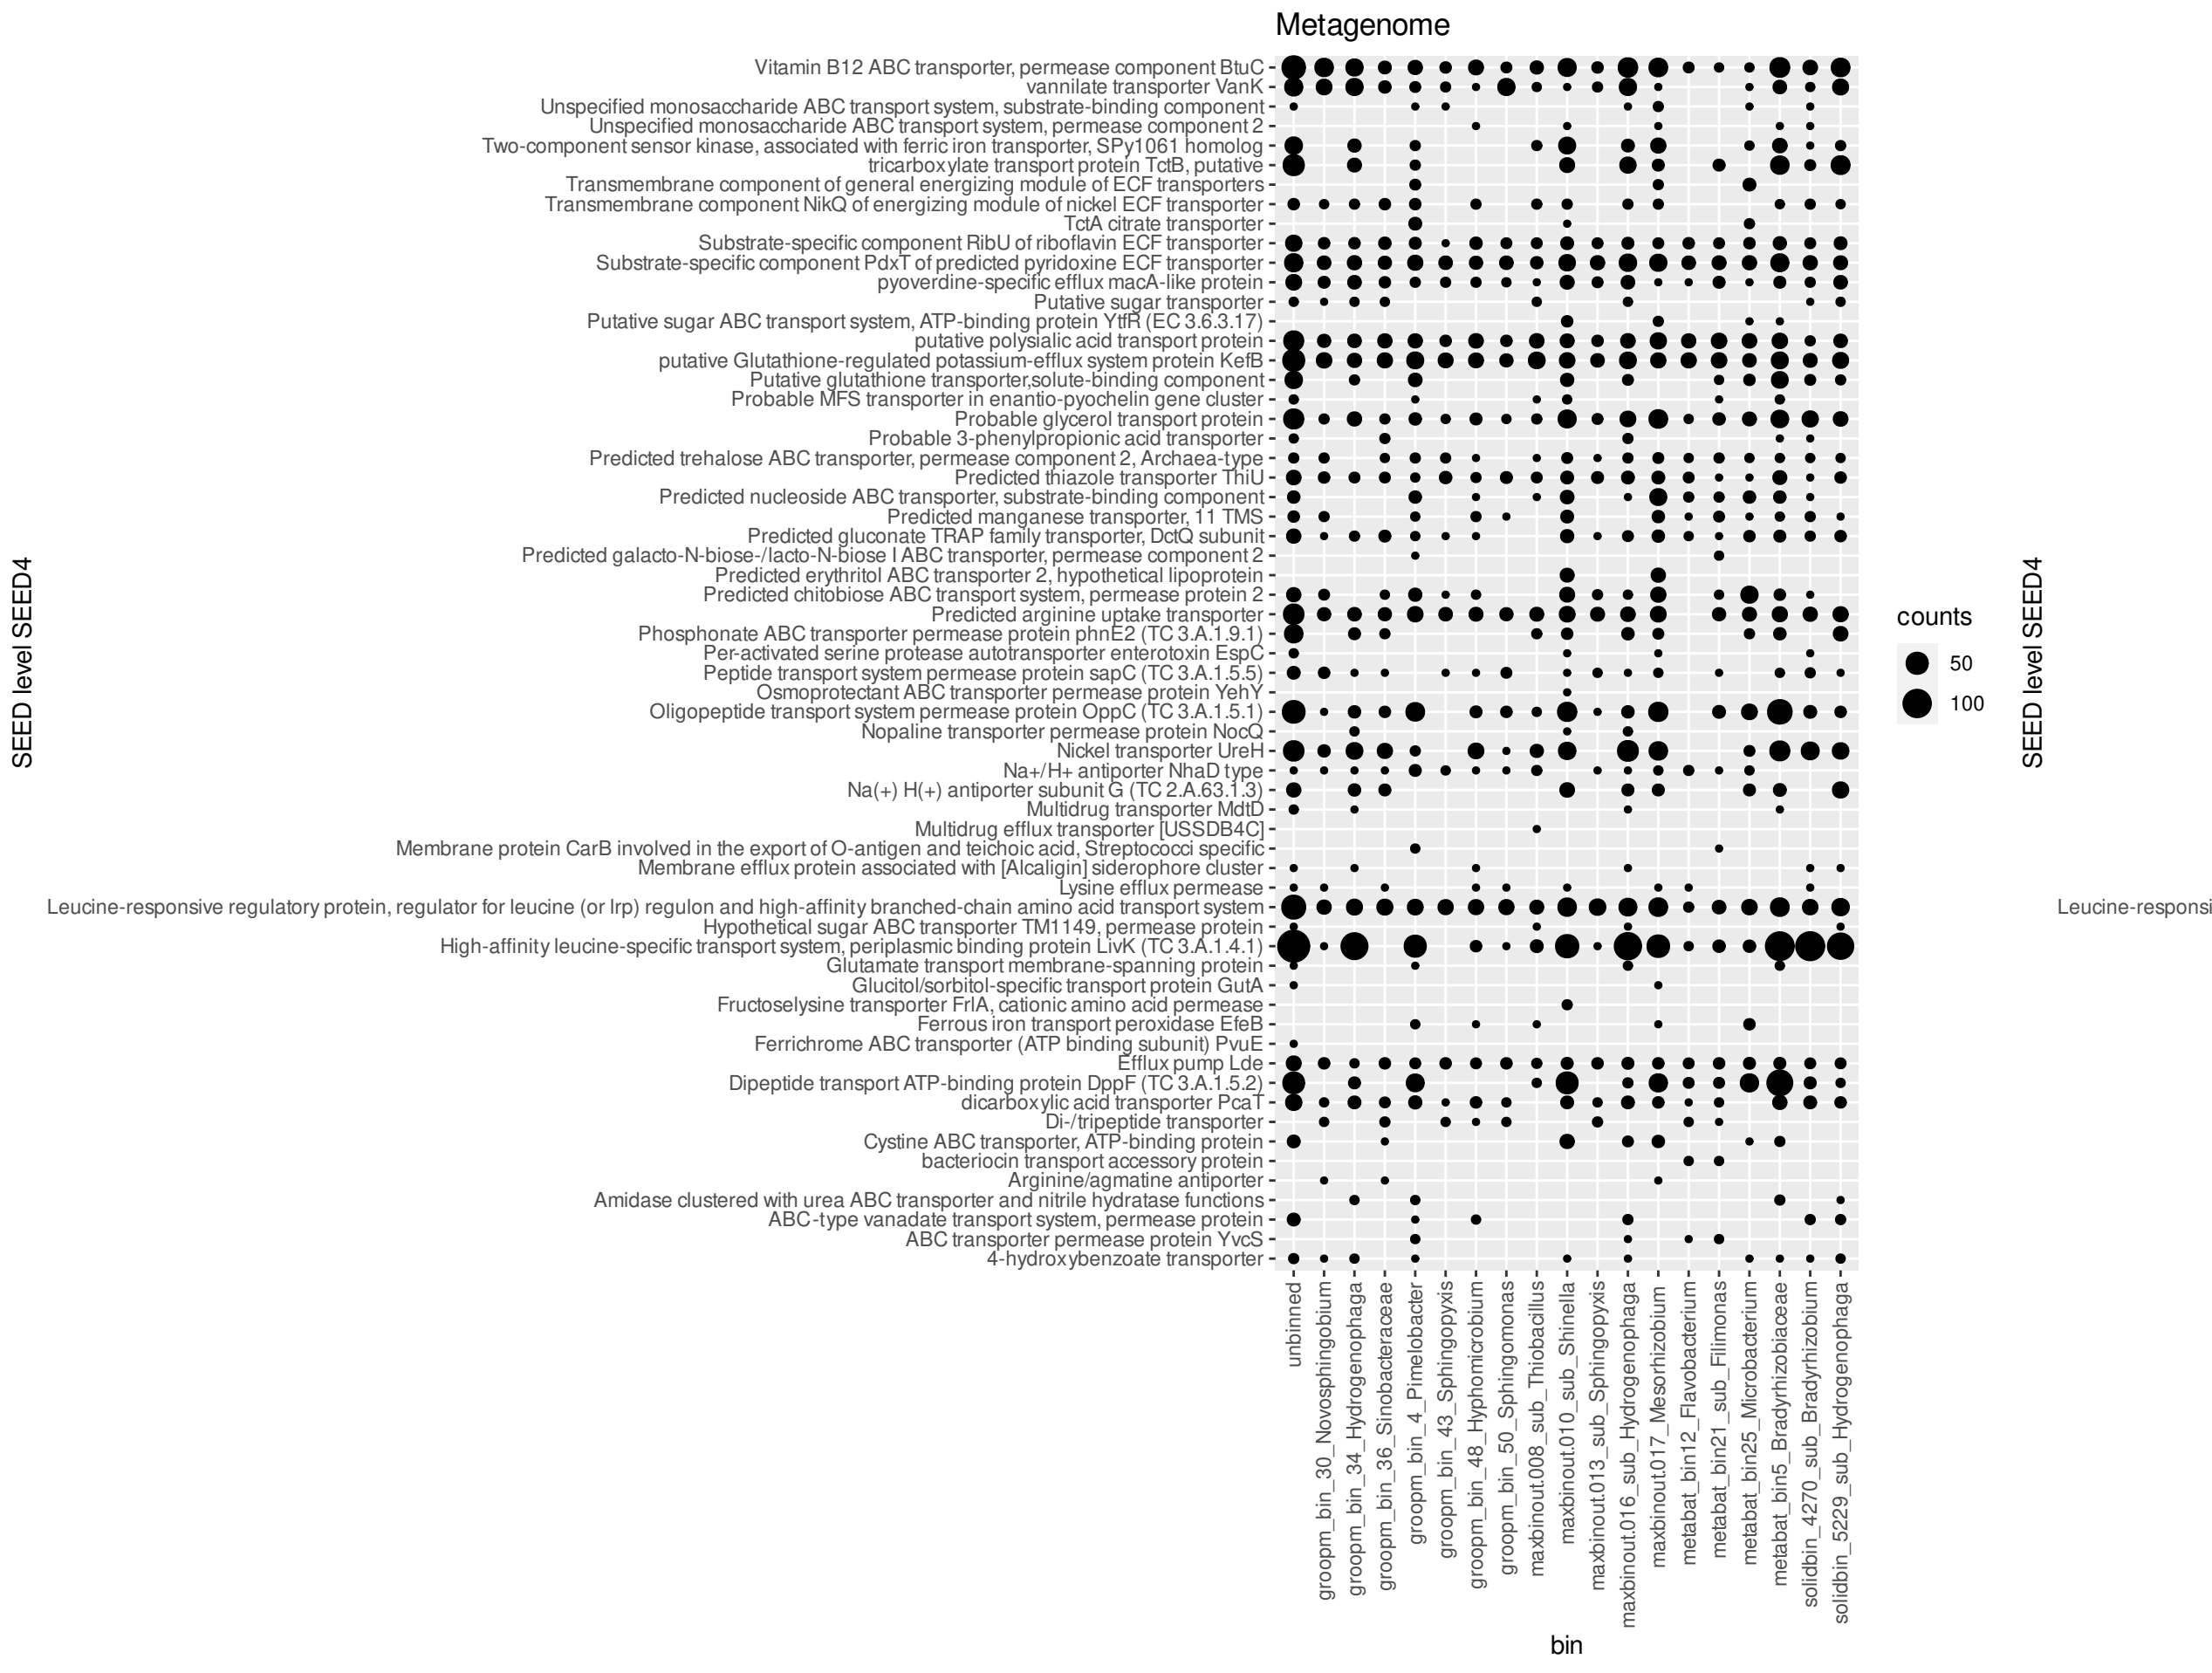 Metagenome
SEED level SEED4
Vitamin B12 ABC transporter, permease component BtuC
vannilate transporter VanK
Unspecified monosaccharide ABC transport system, substrate-binding component
Unspecified monosaccharide ABC transport system, permease component 2
Two-component sensor kinase, associated with ferric iron transporter, SPy1061 homolog
tricarboxylate transport protein TctB, putative
Transmembrane component of general energizing module of ECF transporters
Transmembrane component NikQ of energizing module of nickel ECF transporter
TctA citrate transporter
Substrate-specific component RibU of riboflavin ECF transporter
Substrate-specific component PdxT of predicted pyridoxine ECF transporter
pyoverdine-specific efflux macA-like protein
Putative sugar transporter
Putative sugar ABC transport system, ATP-binding protein YtfR (EC 3.6.3.17)
putative polysialic acid transport protein
putative Glutathione-regulated potassium-efflux system protein KefB
Putative glutathione transporter,solute-binding component
Probable MFS transporter in enantio-pyochelin gene cluster
Probable glycerol transport protein
Probable 3-phenylpropionic acid transporter
Predicted trehalose ABC transporter, permease component 2, Archaea-type
Predicted thiazole transporter ThiU
Predicted nucleoside ABC transporter, substrate-binding component
Predicted manganese transporter, 11 TMS
Predicted gluconate TRAP family transporter, DctQ subunit
Predicted galacto-N-biose-/lacto-N-biose I ABC transporter, permease component 2
Predicted erythritol ABC transporter 2, hypothetical lipoprotein
Predicted chitobiose ABC transport system, permease protein 2
Predicted arginine uptake transporter
Phosphonate ABC transporter permease protein phnE2 (TC 3.A.1.9.1)
Per-activated serine protease autotransporter enterotoxin EspC
Peptide transport system permease protein sapC (TC 3.A.1.5.5)
Osmoprotectant ABC transporter permease protein YehY
Oligopeptide transport system permease protein OppC (TC 3.A.1.5.1)
Nopaline transporter permease protein NocQ
Nickel transporter UreH
Na+/H+ antiporter NhaD type
Na(+) H(+) antiporter subunit G (TC 2.A.63.1.3)
Multidrug transporter MdtD
Multidrug efflux transporter [USSDB4C]
Membrane protein CarB involved in the export of O-antigen and teichoic acid, Streptococci specific
Membrane efflux protein associated with [Alcaligin] siderophore cluster
Lysine efflux permease
Leucine-responsive regulatory protein, regulator for leucine (or lrp) regulon and high-affinity branched-chain amino acid transport system
Hypothetical sugar ABC transporter TM1149, permease protein
High-affinity leucine-specific transport system, periplasmic binding protein LivK (TC 3.A.1.4.1)
Glutamate transport membrane-spanning protein
Glucitol/sorbitol-specific transport protein GutA
Fructoselysine transporter FrlA, cationic amino acid permease
Ferrous iron transport peroxidase EfeB
Ferrichrome ABC transporter (ATP binding subunit) PvuE
Efflux pump Lde
Dipeptide transport ATP-binding protein DppF (TC 3.A.1.5.2)
dicarboxylic acid transporter PcaT
Di-/tripeptide transporter
Cystine ABC transporter, ATP-binding protein
bacteriocin transport accessory protein
Arginine/agmatine antiporter
Amidase clustered with urea ABC transporter and nitrile hydratase functions
ABC-type vanadate transport system, permease protein
ABC transporter permease protein YvcS
4-hydroxybenzoate transporter
unbinned
groopm_bin_30_Novosphingobium
groopm_bin_34_Hydrogenophaga
groopm_bin_36_Sinobacteraceae
groopm_bin_4_Pimelobacter
groopm_bin_43_Sphingopyxis
groopm_bin_48_Hyphomicrobium
groopm_bin_50_Sphingomonas
maxbinout.008_sub_Thiobacillus
maxbinout.010_sub_Shinella
maxbinout.013_sub_Sphingopyxis
maxbinout.016_sub_Hydrogenophaga
maxbinout.017_Mesorhizobium
metabat_bin12_Flavobacterium
metabat_bin21_sub_Filimonas
metabat_bin25_Microbacterium
metabat_bin5_Bradyrhizobiaceae
solidbin_4270_sub_Bradyrhizobium
solidbin_5229_sub_Hydrogenophaga
bin
counts
50
100
SEED level SEED4
Leucine-responsi